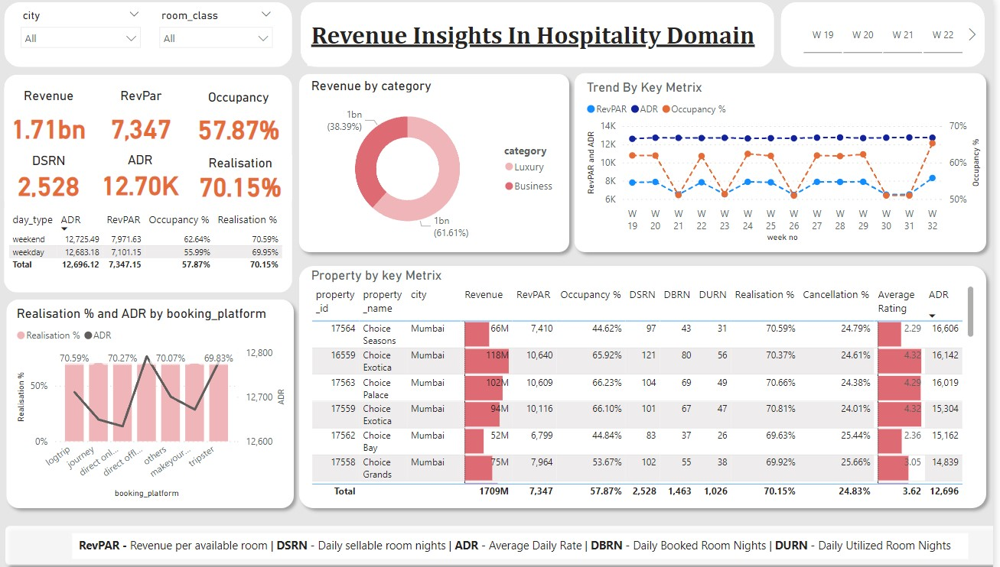 city
room_class
All
All
Revenue Insights In Hospitality Domain
W 19 W 20 W 21 W 22
Revenue RevPar Occupancy
1.71bn 7,347 57.87%
DSRN ADR Realisation
2,528 12.70K 70.15%
day_type ADR RevPAR Occupancy % Realisation %
weekend 12,725.49 7,971.63 62.64% 70.59%
weekday 12,683.18 7,101.15 55.99% 69.95%
Total 12,696.12 7,347.15 57.87% 70.15%
Revenue by category
1bn
(38.39%)
category
Luxury
Business
1bn
(61.61%)
Trend By Key Metrix
RevPAR ADR Occupancy %
14K
12K
10K
8K
6K
RevPAR and ADR
70%
60%
50%
Occupancy %
W W W W W W W W W W W W W W
19 20 21 22 23 24 25 26 27 28 29 30 31 32
week no
Realisation % and ADR by booking_platform
Realisation % ADR
70.59% 70.27% 70.07% 69.83%
50%
0%
Realisation %
12,800
12,700
12,600
ADR
logtrip
journey
direct onl...
direct offl...
others
makeyour...
tripster
booking_platform
Property by key Metrix
property city Revenue RevPAR Occupancy % DSRN DBRN DURN Realisation % Cancellation % Average ADR
_id property
_name Rating
17564 Choice Mumbai 66M 7,410 44.62% 97 43 31 70.59% 24.79% 2.29 16,606
Seasons
16559 Choice Mumbai 118M 10,640 65.92% 121 80 56 70.37% 24.61% 4.32 16,142
Exotica
17563 Choice Mumbai 102M 10,609 66.23% 104 69 49 70.66% 24.38% 4.29 16,019
Palace
17559 Choice Mumbai 94M 10,116 66.10% 101 67 47 70.81% 24.01% 4.32 15,304
Exotica
17562 Choice Mumbai 52M 6,799 44.84% 83 37 26 69.63% 25.44% 2.36 15,162
Bay
17558 Choice Mumbai 75M 7,964 53.67% 102 55 38 69.92% 25.66% 3.05 14,839
Grands
Total 1709M 7,347 57.87% 2,528 1,463 1,026 70.15% 24.83% 3.62 12,696
RevPAR - Revenue per available room | DSRN - Daily sellable room nights | ADR - Average Daily Rate | DBRN - Daily Booked Room Nights | DURN - Daily Utilized Room Nights